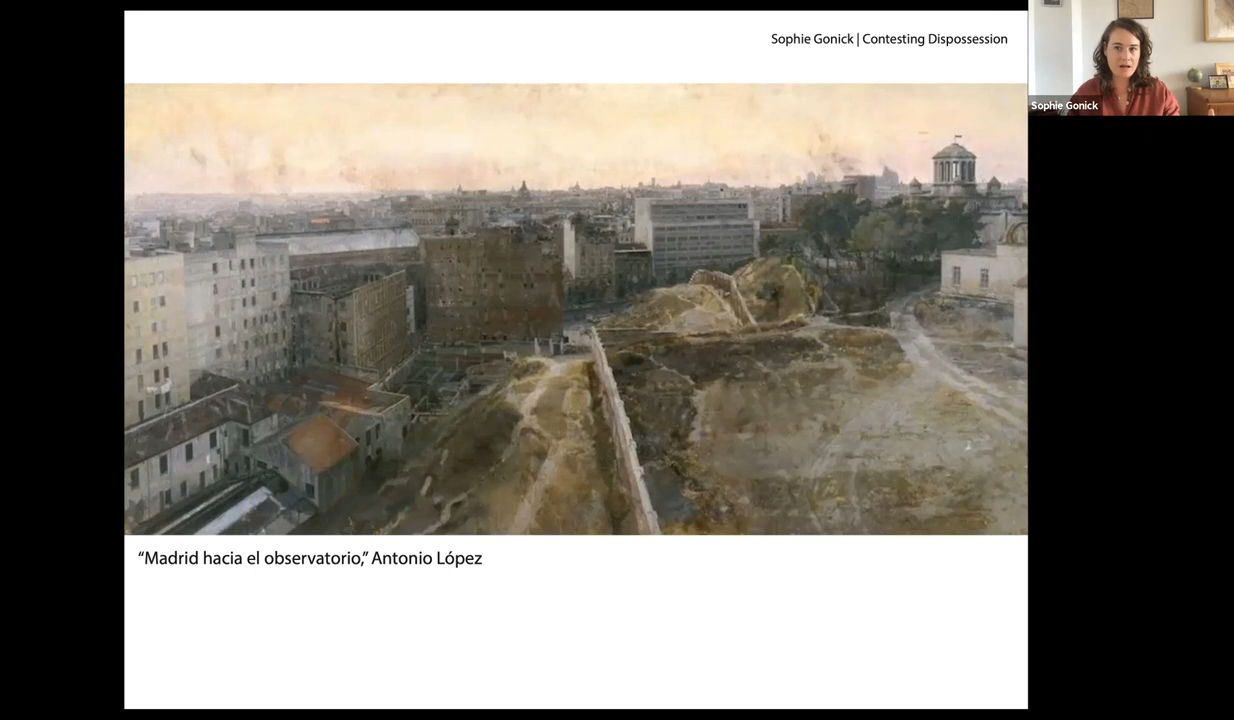 Sophie Gonick | Contesting Dispossession
Sophie Gonick
“Madrid hacia el observatorio,” Antonio López